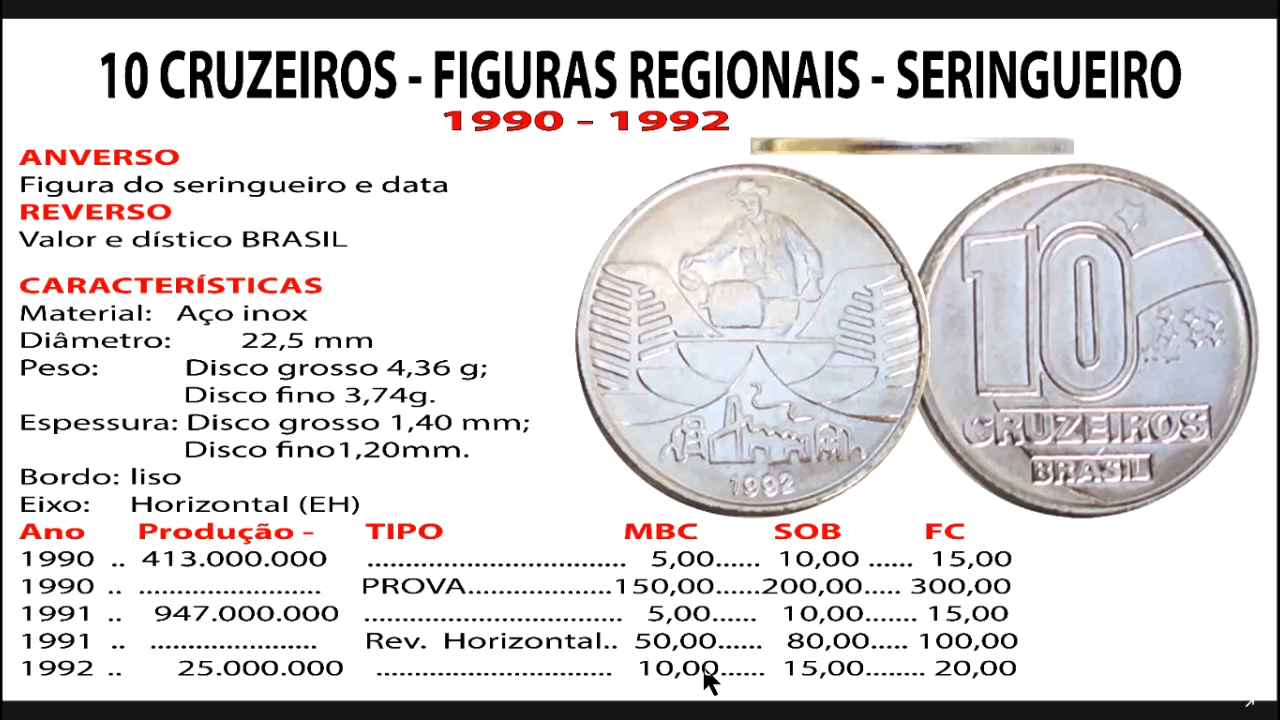 10 CRUZEIROS - FIGURAS REGIONAIS - SERINGUEIRO
1990 - 1992
ANVERSO
Figura do seringueiro e data
REVERSO
Valor e dístico BRASIL
CARACTERÍSTICAS
Material: Aço inox
Diâmetro: 22,5 mm
Peso: Disco grosso 4,36 g;
Disco fino 3,74g.
Espessura: Disco grosso 1,40 mm;
Disco fino1,20mm.
Bordo: liso
Eixo: Horizontal (EH)
1992
10
CRUZEIROS
BRASIL
Ano Produção - TIPO MBC SOB FC
1990 .. 413.000.000 ................................. 5,00...... 10,00 ...... 15,00
1990 .. ....................... PROVA.................. 150,00......200,00..... 300,00
1991 .. 947.000.000 ................................. 5,00...... 10,00....... 15,00
1991 .. ..................... Rev. Horizontal.. 50,00...... 80,00..... 100,00
1992 .. 25.000.000 .............................. 10,00...... 15,00........ 20,00